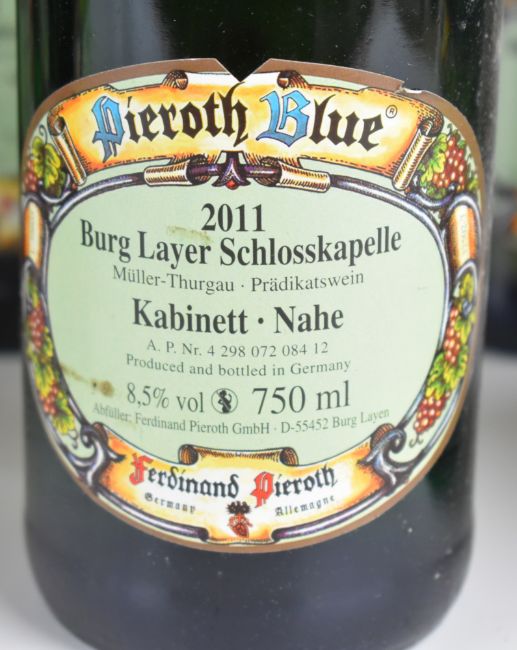 Pieroth Blue®
2011
Burg Layer Schlosskapelle
Müller-Thurgau · Prädikatswein
Kabinett · Nahe
A. P. Nr. 4 298 072 084 12
Produced and bottled in Germany
8,5% vol 750 ml
Abfüller: Ferdinand Pieroth GmbH · D-55452 Burg Layen
Ferdinand Pieroth
Germany Allemagne